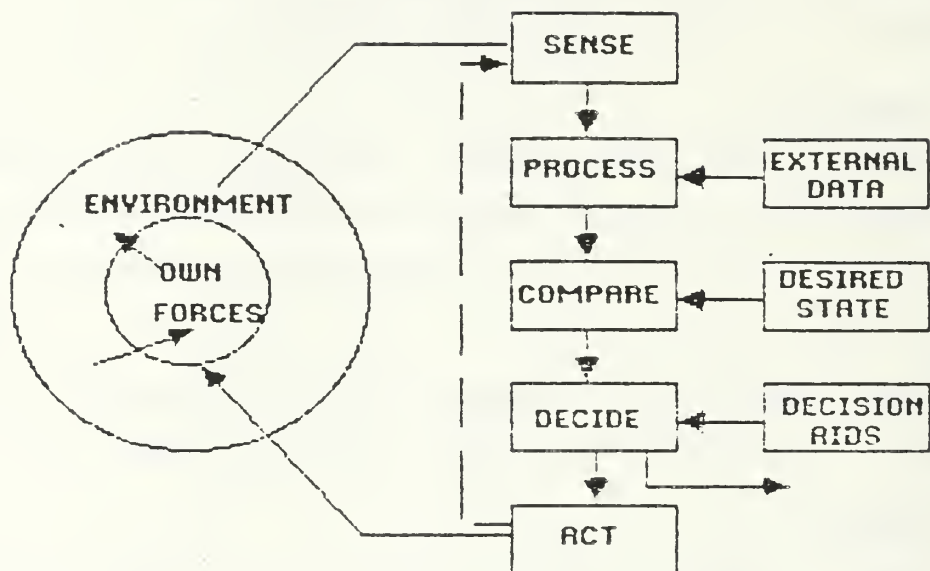 SENSE
PROCESS
EXTERNAL
DATA
ENVIRONMENT
OWN
FORCES
COMPARE
DESIRED
STATE
DECIDE
DECISION
AIDS
ACT